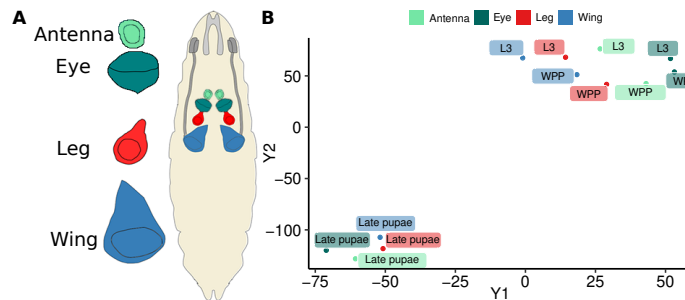 A
Antenna
Eye
Leg
Wing
B
Antenna Eye Leg Wing
L3 L3 L3 L3
WPP
WPP WPP
Late pupae
Late pupae Late pupae
Late pupae
50
0
−50
−100
Y2
−75 −50 −25 0 25 50
Y1